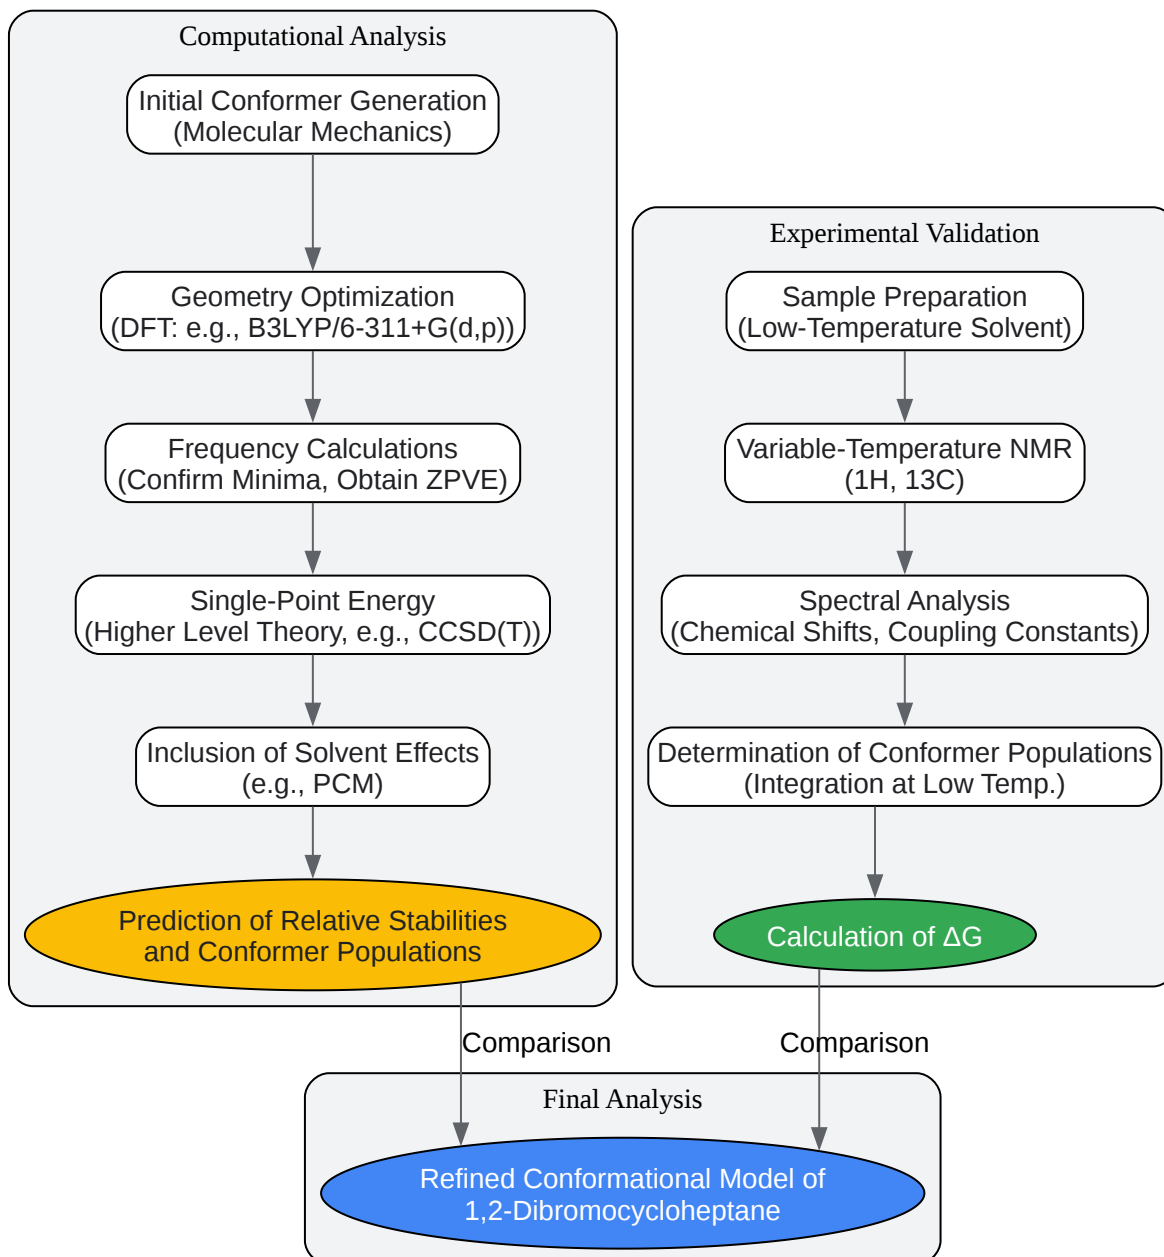 Computational Analysis
Initial Conformer Generation
(Molecular Mechanics)
Geometry Optimization
(DFT: e.g., B3LYP/6-311+G(d,p))
Frequency Calculations
(Confirm Minima, Obtain ZPVE)
Single-Point Energy
(Higher Level Theory, e.g., CCSD(T))
Inclusion of Solvent Effects
(e.g., PCM)
Prediction of Relative Stabilities
and Conformer Populations
Experimental Validation
Sample Preparation
(Low-Temperature Solvent)
Variable-Temperature NMR
(1H, 13C)
Spectral Analysis
(Chemical Shifts, Coupling Constants)
Determination of Conformer Populations
(Integration at Low Temp.)
Calculation of ΔG
Comparison
Comparison
Final Analysis
Refined Conformational Model of
1,2-Dibromocycloheptane